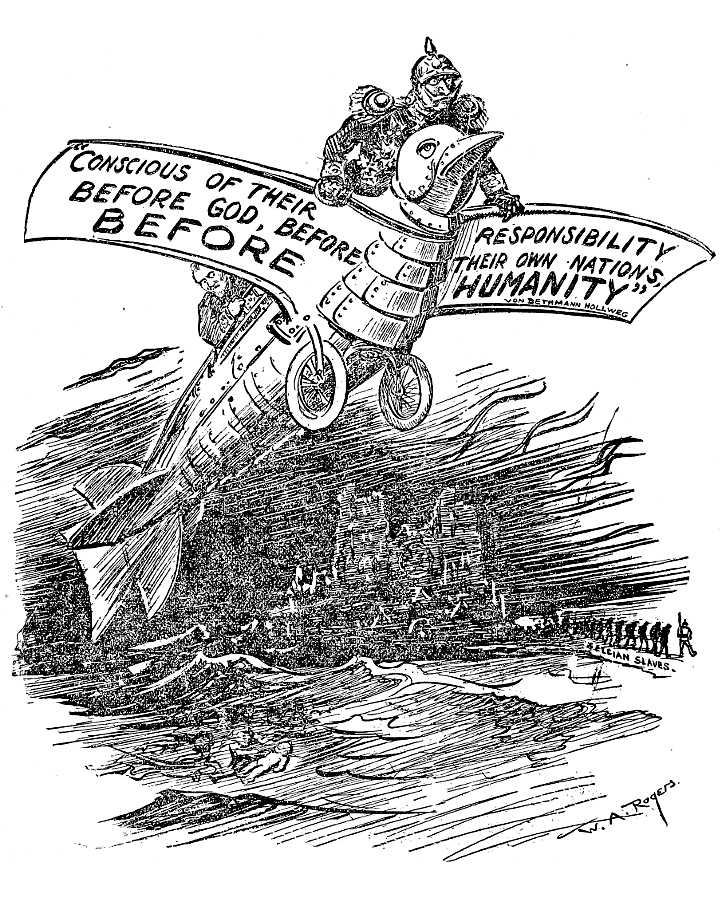 "CONSCIOUS OF THEIR
BEFORE GOD, BEFORE
BEFORE
RESPONSIBILITY
THEIR OWN NATIONS,
HUMANITY"
VON BETHMANN HOLLWEG
BELGIAN SLAVES.
W. A. Rogers.